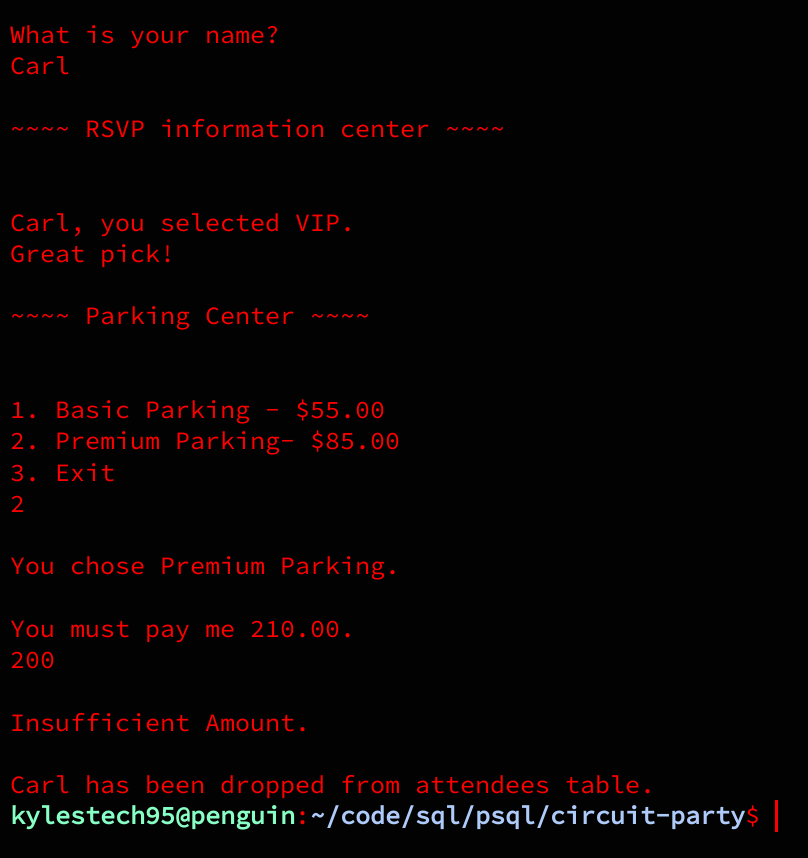 What is your name?
Carl
~~~~ RSVP information center ~~~~
Carl, you selected VIP.
Great pick!
~~~~ Parking Center ~~~~
1. Basic Parking - $55.00
2. Premium Parking- $85.00
3. Exit
2
You chose Premium Parking.
You must pay me 210.00.
200
Insufficient Amount.
Carl has been dropped from attendees table.
kylestech95@penguin:~/code/sql/psql/circuit-party$